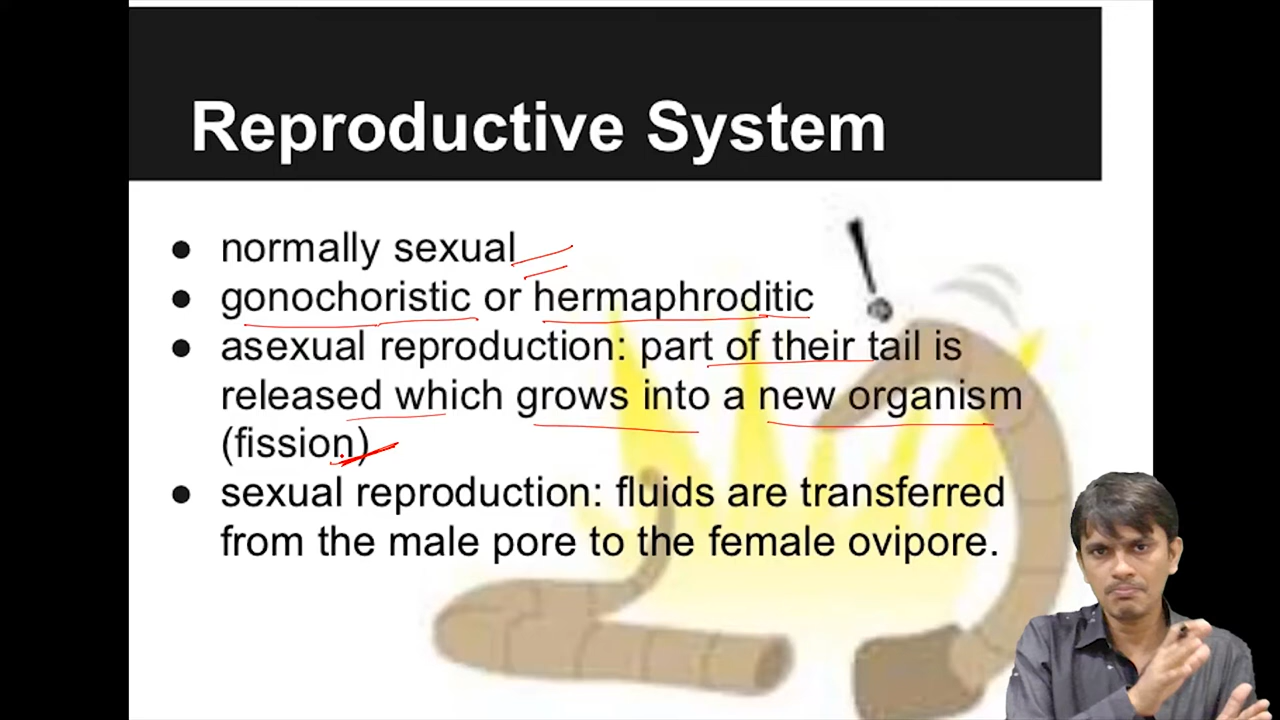 Reproductive System
● normally sexual
● gonochoristic or hermaphroditic
● asexual reproduction: part of their tail is
released which grows into a new organism
(fission)
● sexual reproduction: fluids are transferred
from the male pore to the female ovipore.